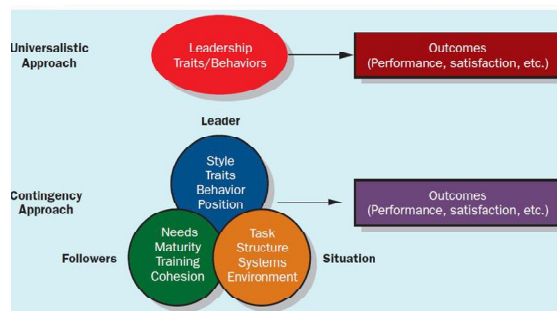 Universalistic
Approach
Leadership
Traits/Behaviors
Outcomes
(Performance, satisfaction, etc.)
Leader
Style
Traits
Behavior
Position
Contingency
Approach
Outcomes
(Performance, satisfaction, etc.)
Followers
Needs
Maturity
Training
Cohesion
Task
Structure
Systems
Environment
Situation